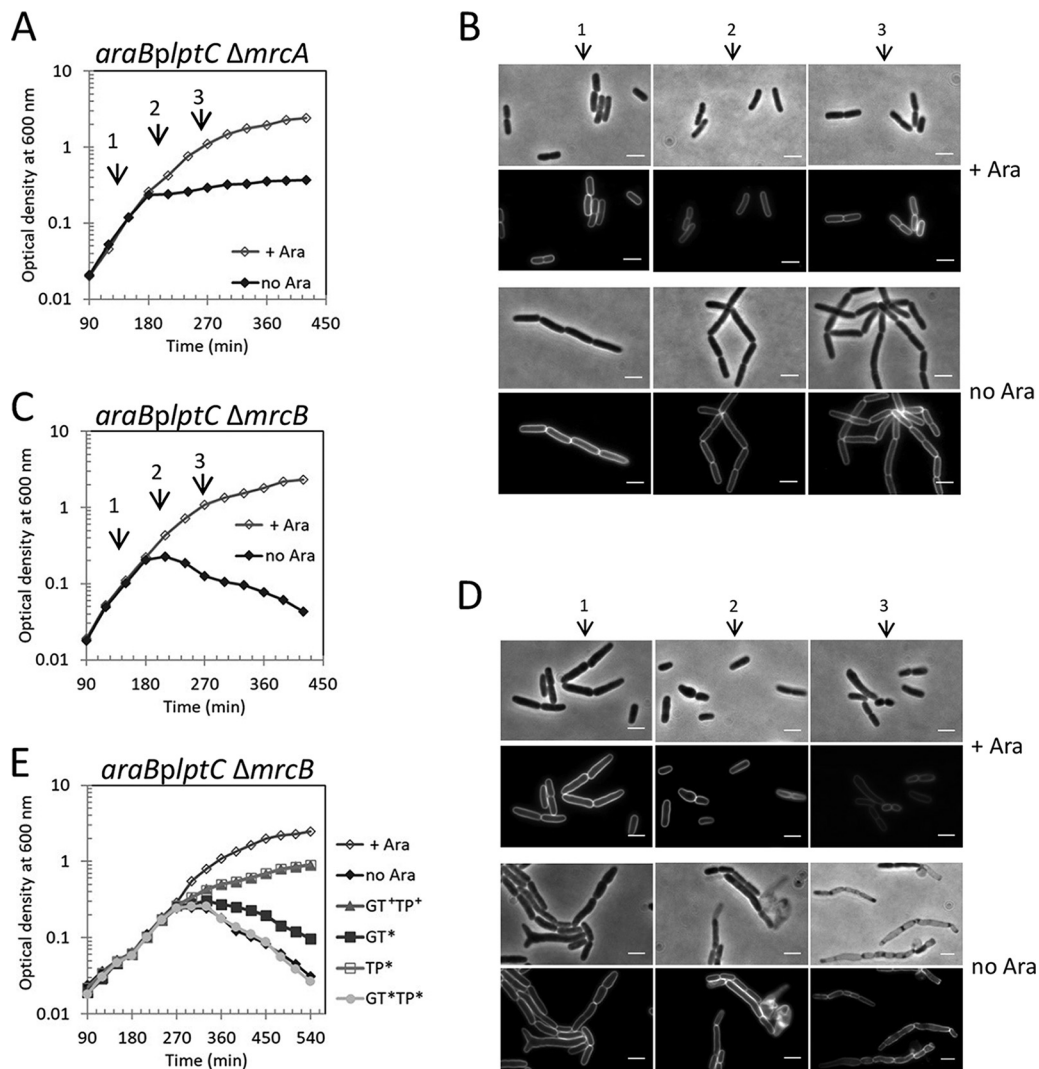 A
araBplptC ΔmrcA
Optical density at 600 nm
10
1
0.1
0.01
1
2
3
+ Ara
no Ara
90
180
270
360
450
Time (min)
B
1
2
3
+ Ara
no Ara
C
araBplptC ΔmrcB
Optical density at 600 nm
10
1
0.1
0.01
1
2
3
+ Ara
no Ara
90
180
270
360
450
Time (min)
D
1
2
3
+ Ara
no Ara
E
araBplptC ΔmrcB
Optical density at 600 nm
10
1
0.1
0.01
90
180
270
360
450
540
Time (min)
+ Ara
no Ara
GT⁺TP⁺
GT*
TP*
GT*TP*